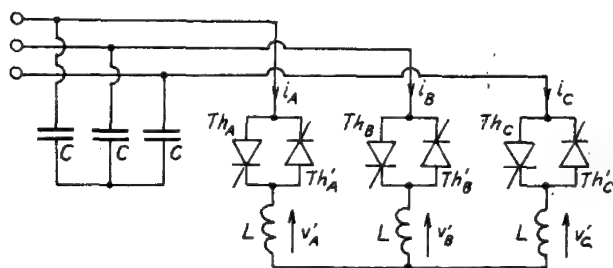 i_A i_B i_C
Th_A Th_B Th_C
C C C
Th'_A Th'_B Th'_C
L v'_A L v'_B L v'_C